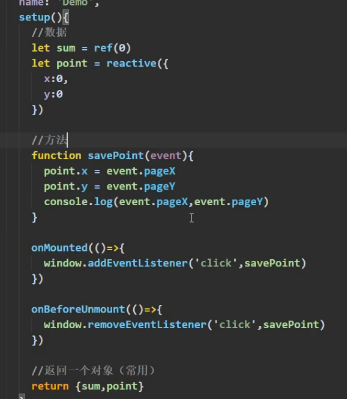 name: 'Demo',
setup(){
//数据
let sum = ref(0)
let point = reactive({
x:0,
y:0
})
//方法
function savePoint(event){
point.x = event.pageX
point.y = event.pageY
console.log(event.pageX,event.pageY)
}
onMounted(()=>{
window.addEventListener('click',savePoint)
})
onBeforeUnmount(()=>{
window.removeEventListener('click',savePoint)
})
//返回一个对象（常用）
return {sum,point}